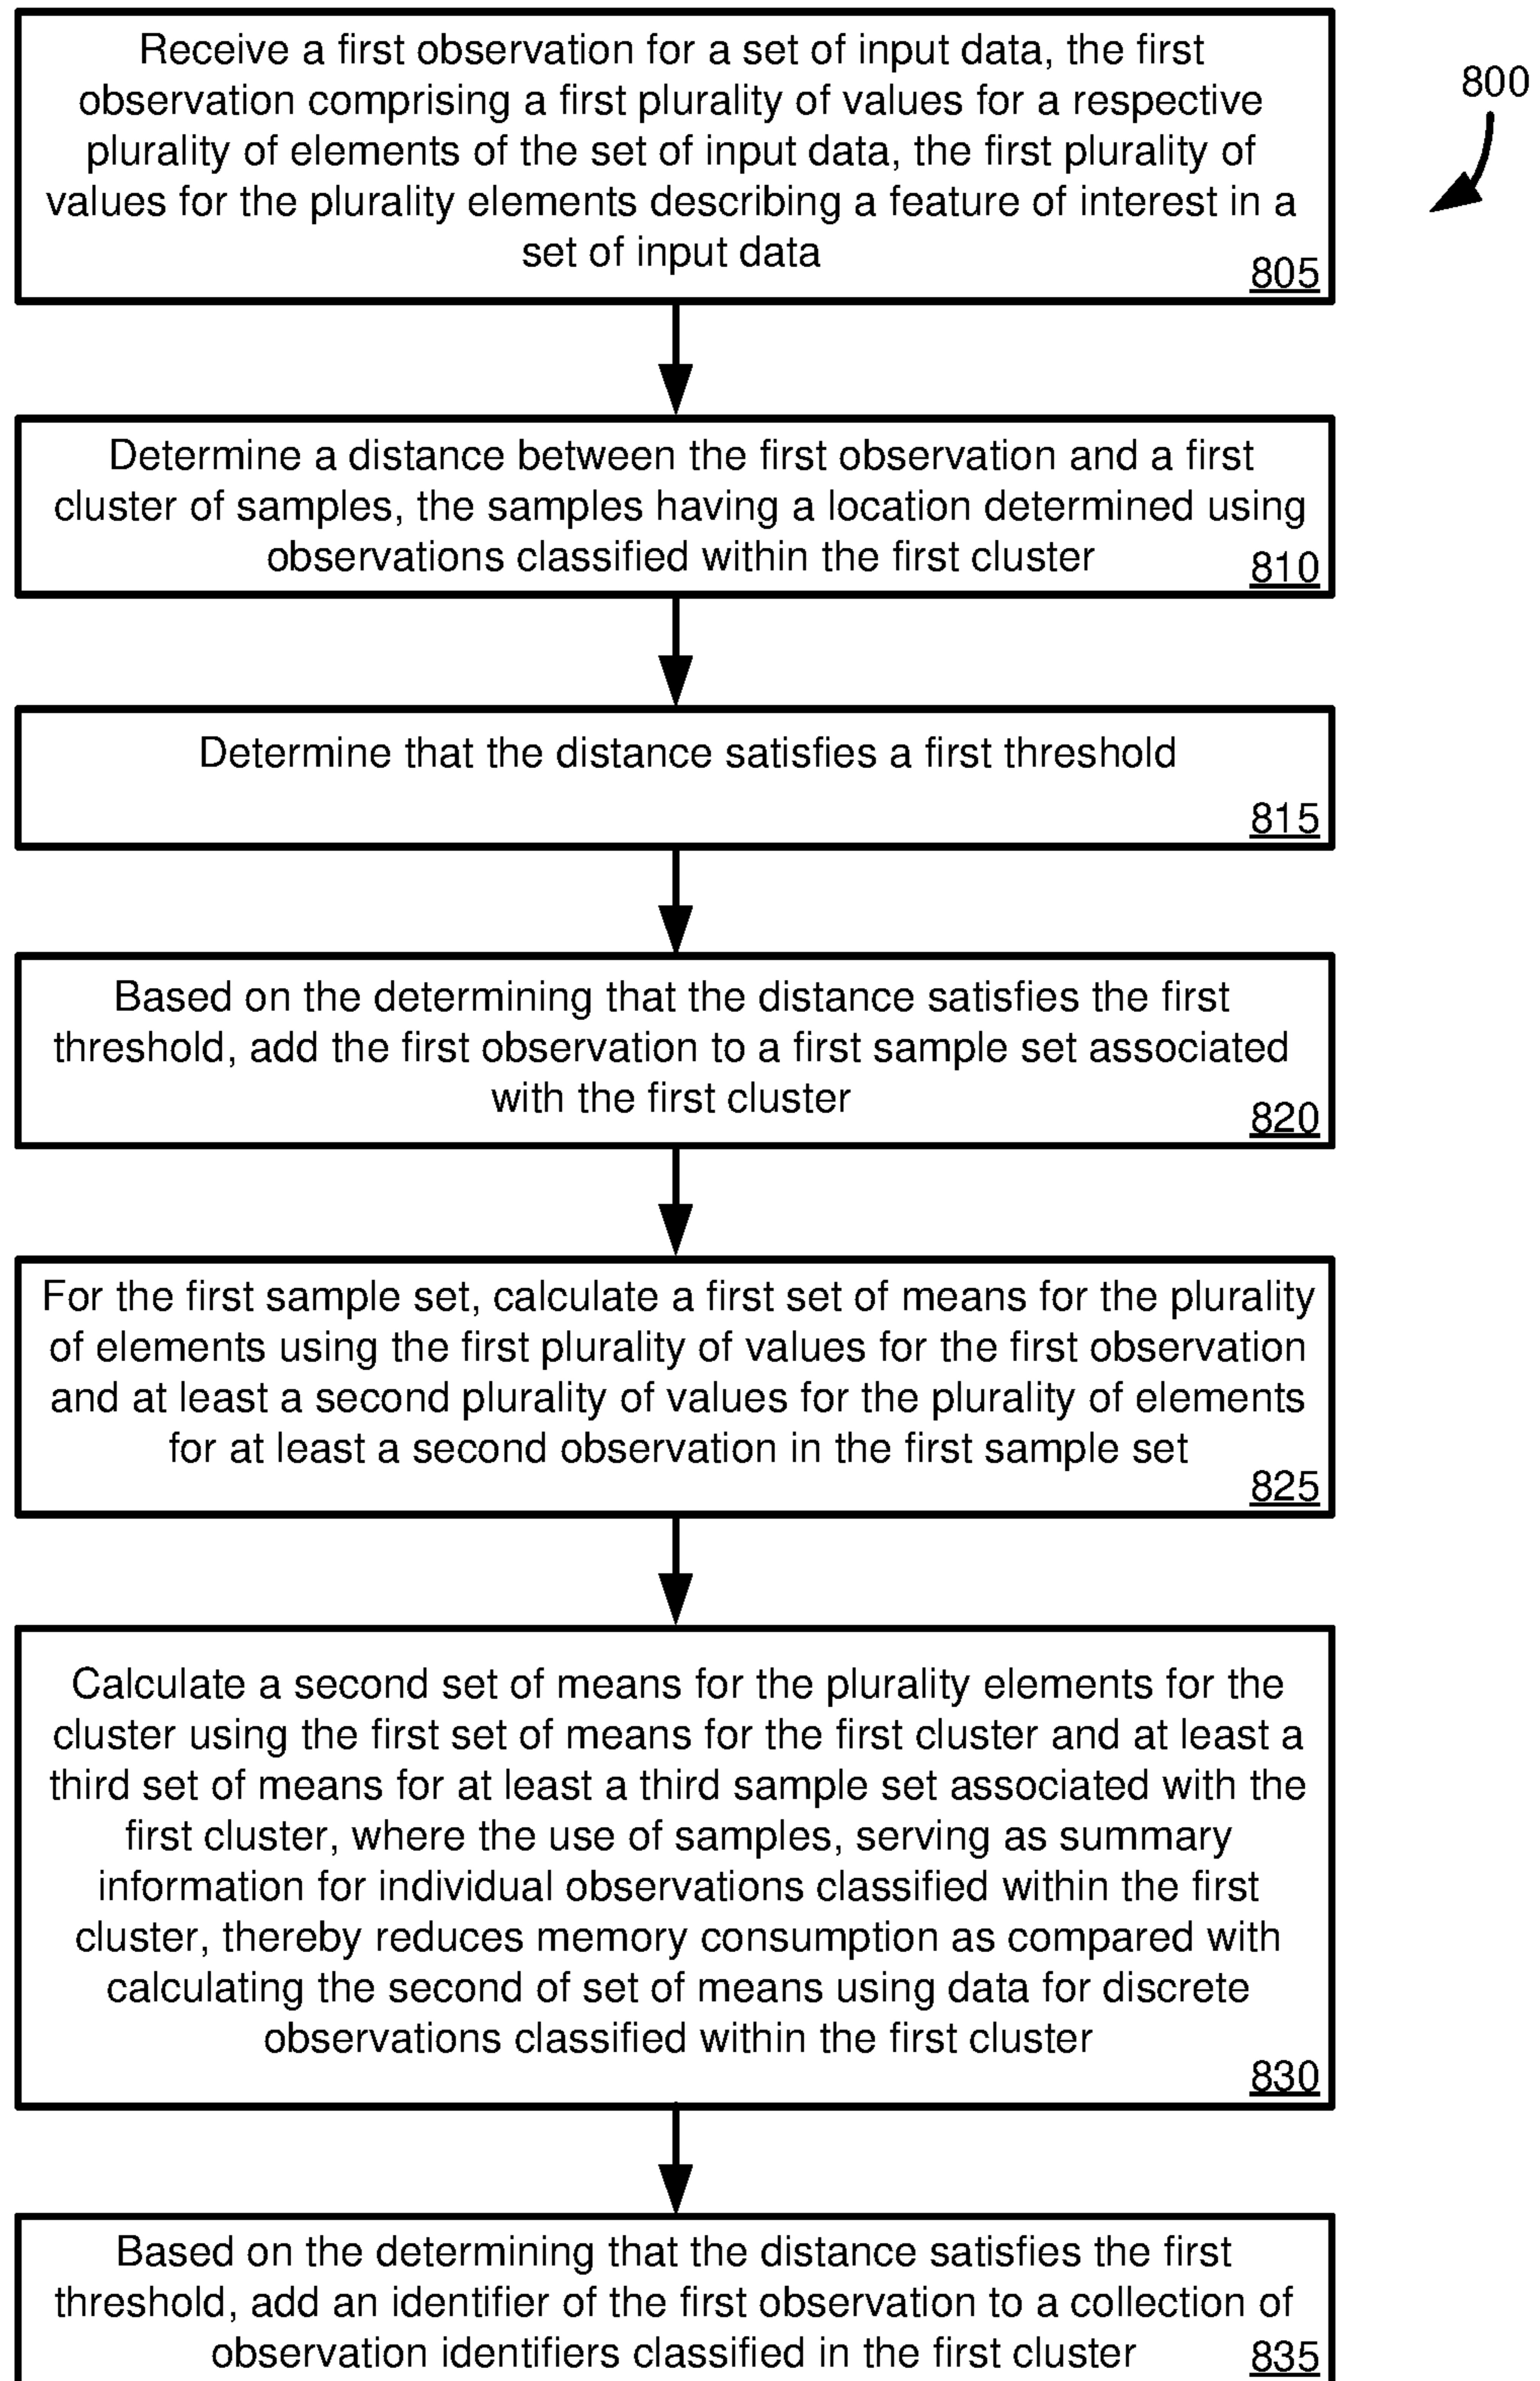 Receive a first observation for a set of input data, the first
observation comprising a first plurality of values for a respective
plurality of elements of the set of input data, the first plurality of
values for the plurality elements describing a feature of interest in a
set of input data
805
800
Determine a distance between the first observation and a first
cluster of samples, the samples having a location determined using
observations classified within the first cluster
810
Determine that the distance satisfies a first threshold
815
Based on the determining that the distance satisfies the first
threshold, add the first observation to a first sample set associated
with the first cluster
820
For the first sample set, calculate a first set of means for the plurality
of elements using the first plurality of values for the first observation
and at least a second plurality of values for the plurality of elements
for at least a second observation in the first sample set
825
Calculate a second set of means for the plurality elements for the
cluster using the first set of means for the first cluster and at least a
third set of means for at least a third sample set associated with the
first cluster, where the use of samples, serving as summary
information for individual observations classified within the first
cluster, thereby reduces memory consumption as compared with
calculating the second of set of means using data for discrete
observations classified within the first cluster
830
Based on the determining that the distance satisfies the first
threshold, add an identifier of the first observation to a collection of
observation identifiers classified in the first cluster
835